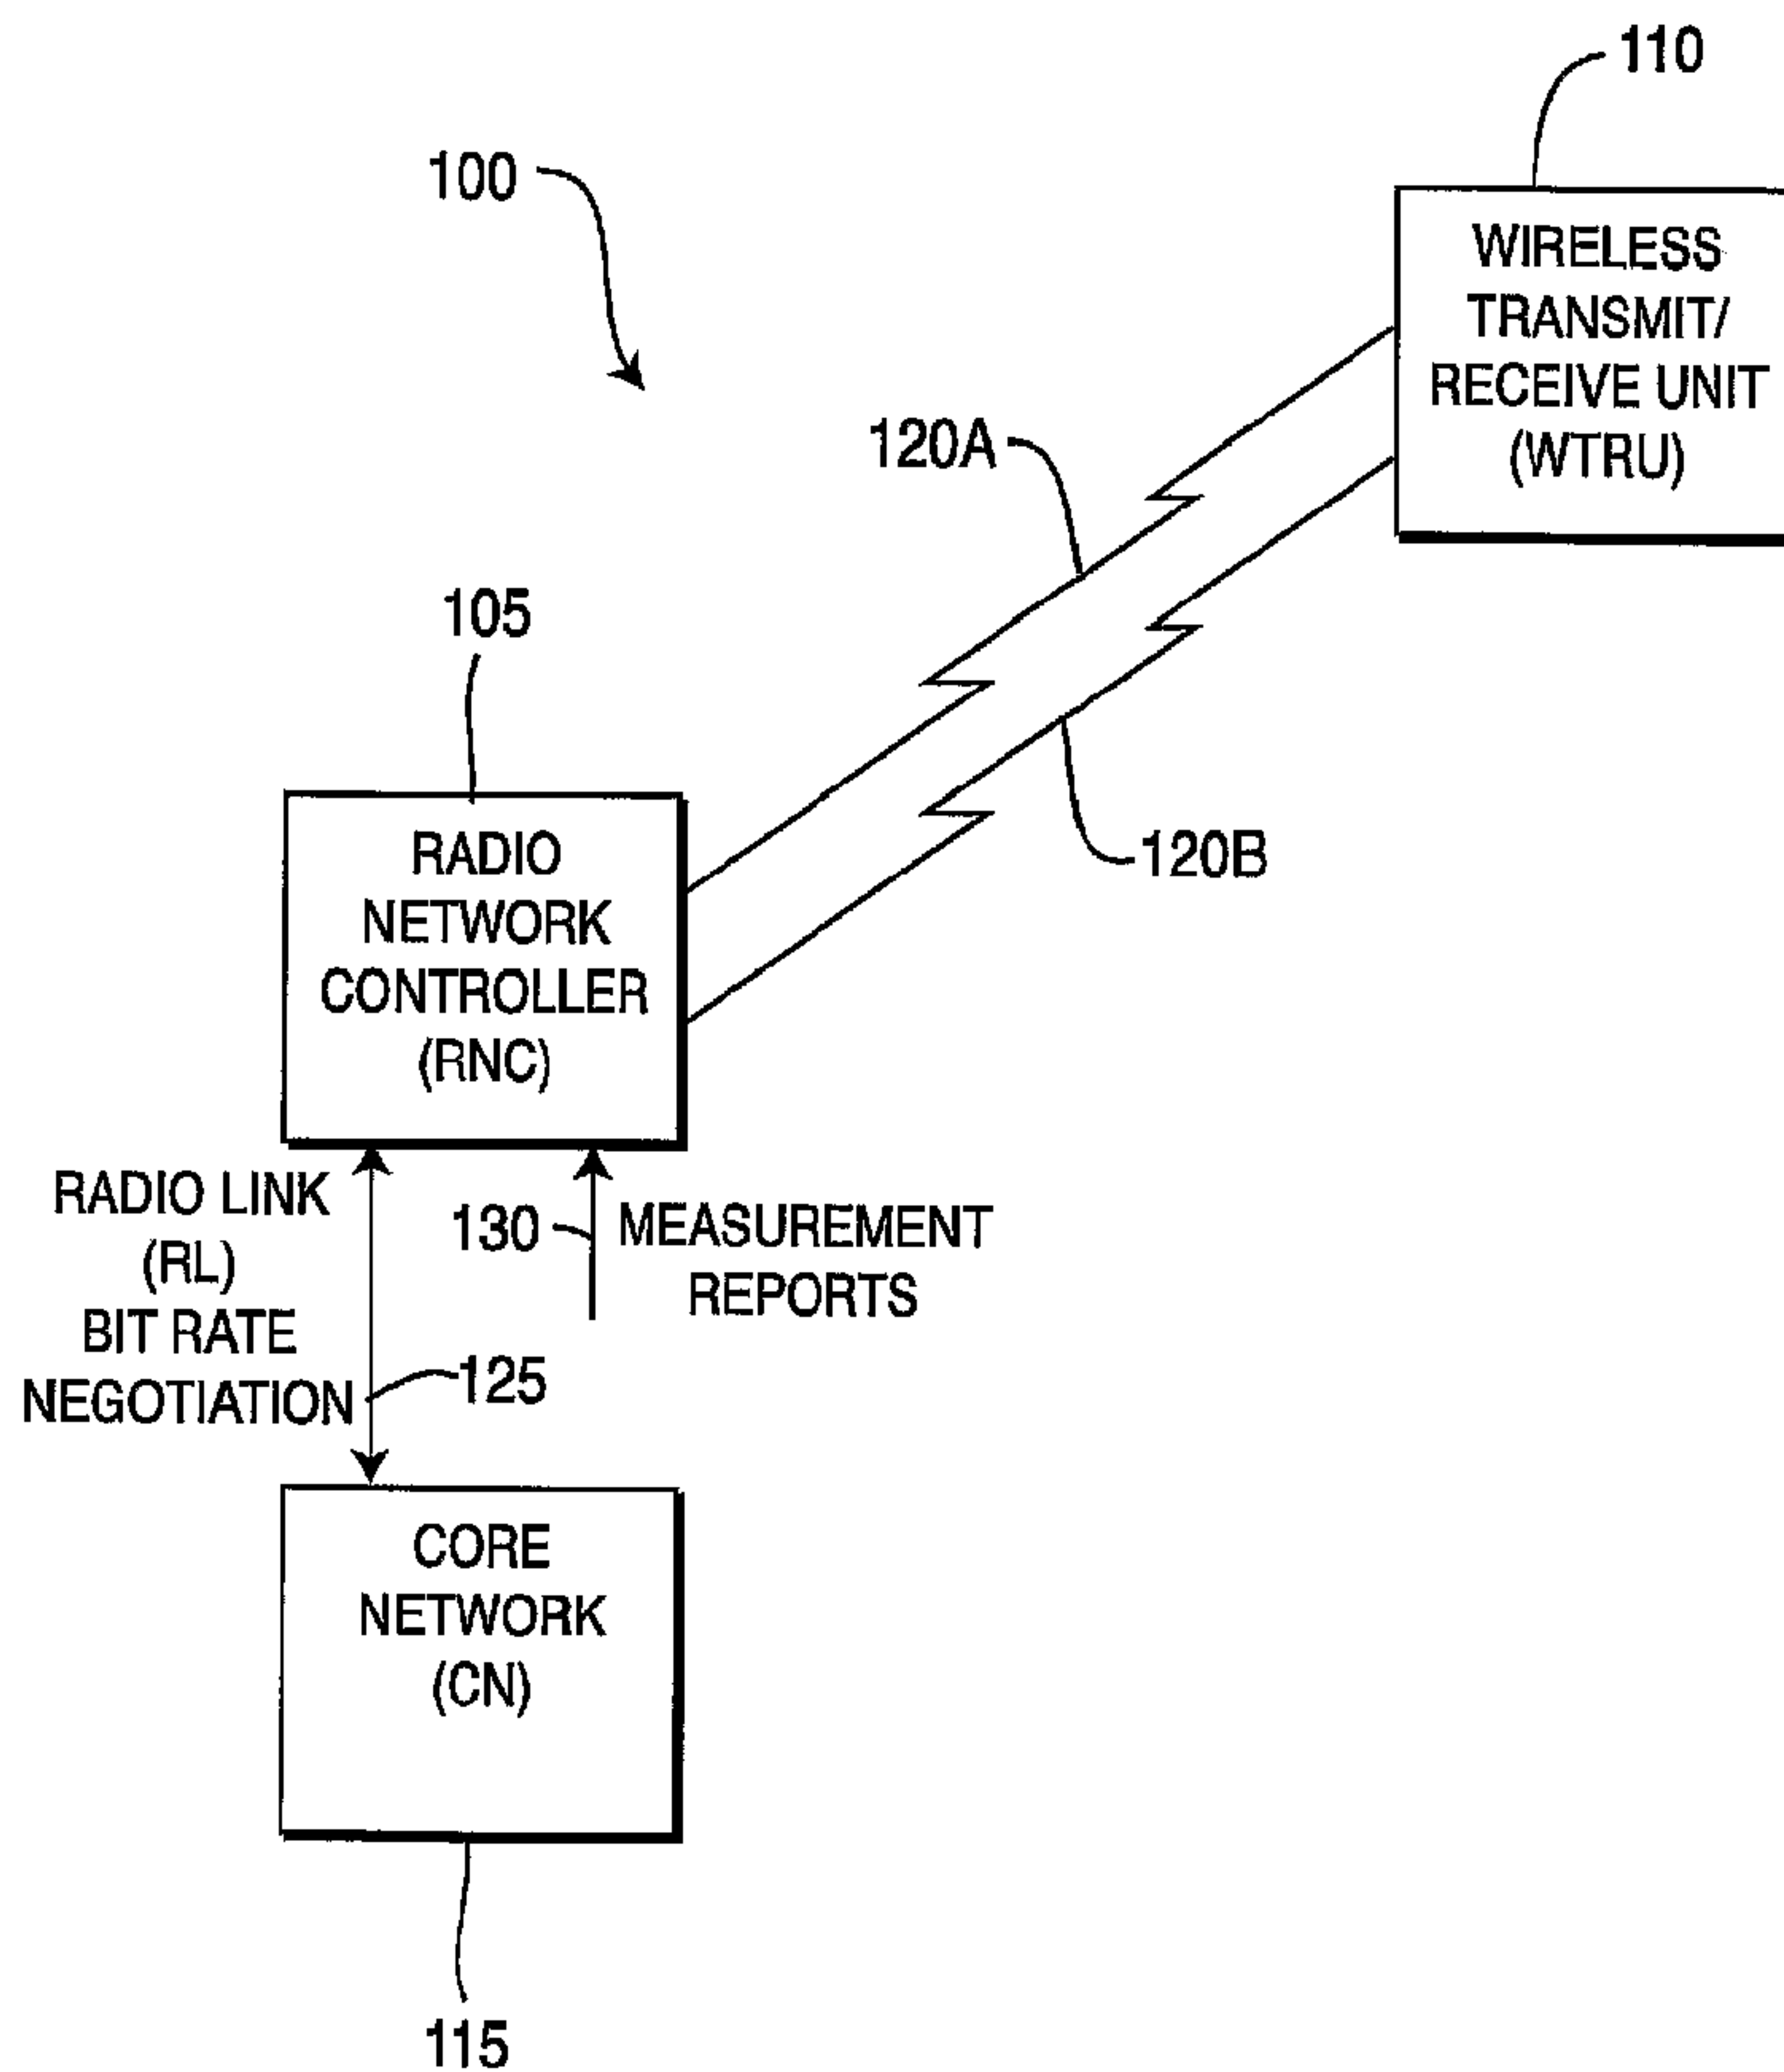 110
100
WIRELESS
TRANSMIT/
RECEIVE UNIT
(WTRU)
120A
105
120B
RADIO
NETWORK
CONTROLLER
(RNC)
RADIO LINK
(RL)
BIT RATE
NEGOTIATION
130
MEASUREMENT
REPORTS
125
CORE
NETWORK
(CN)
115